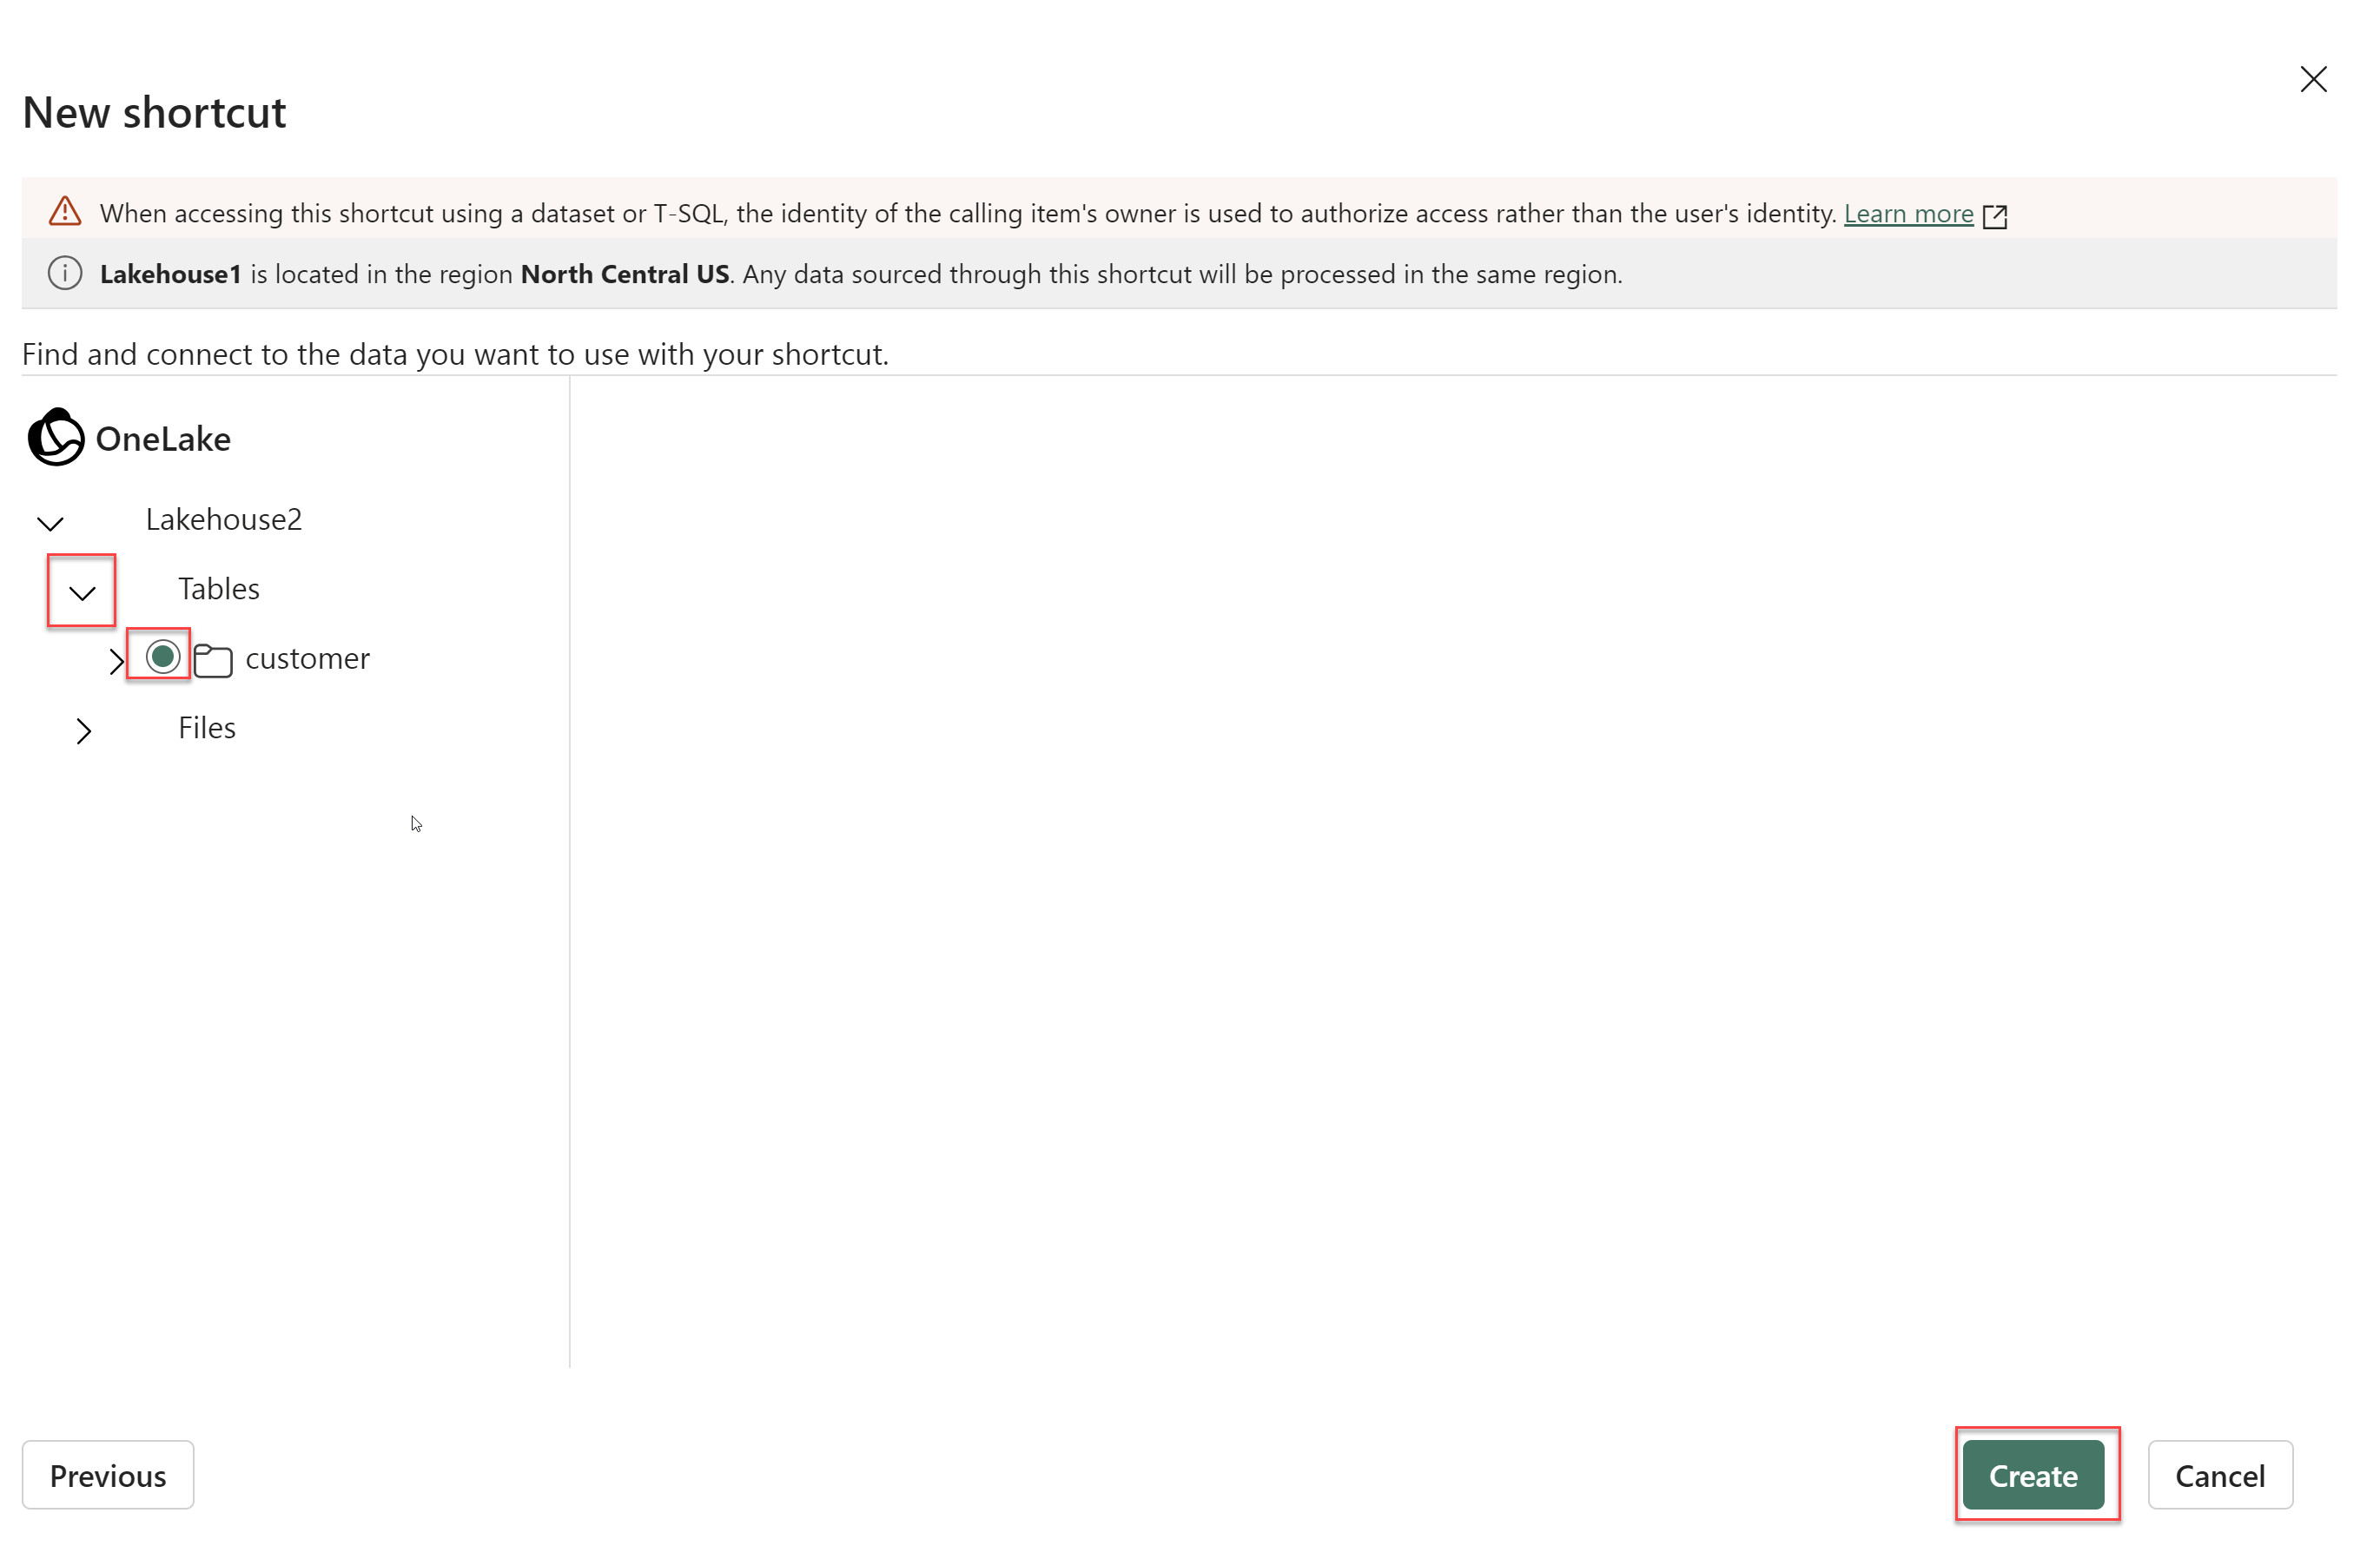 New shortcut
When accessing this shortcut using a dataset or T-SQL, the identity of the calling item's owner is used to authorize access rather than the user's identity. Learn more
Lakehouse1 is located in the region North Central US. Any data sourced through this shortcut will be processed in the same region.
Find and connect to the data you want to use with your shortcut.
OneLake
Lakehouse2
Tables
customer
Files
Previous
Create
Cancel